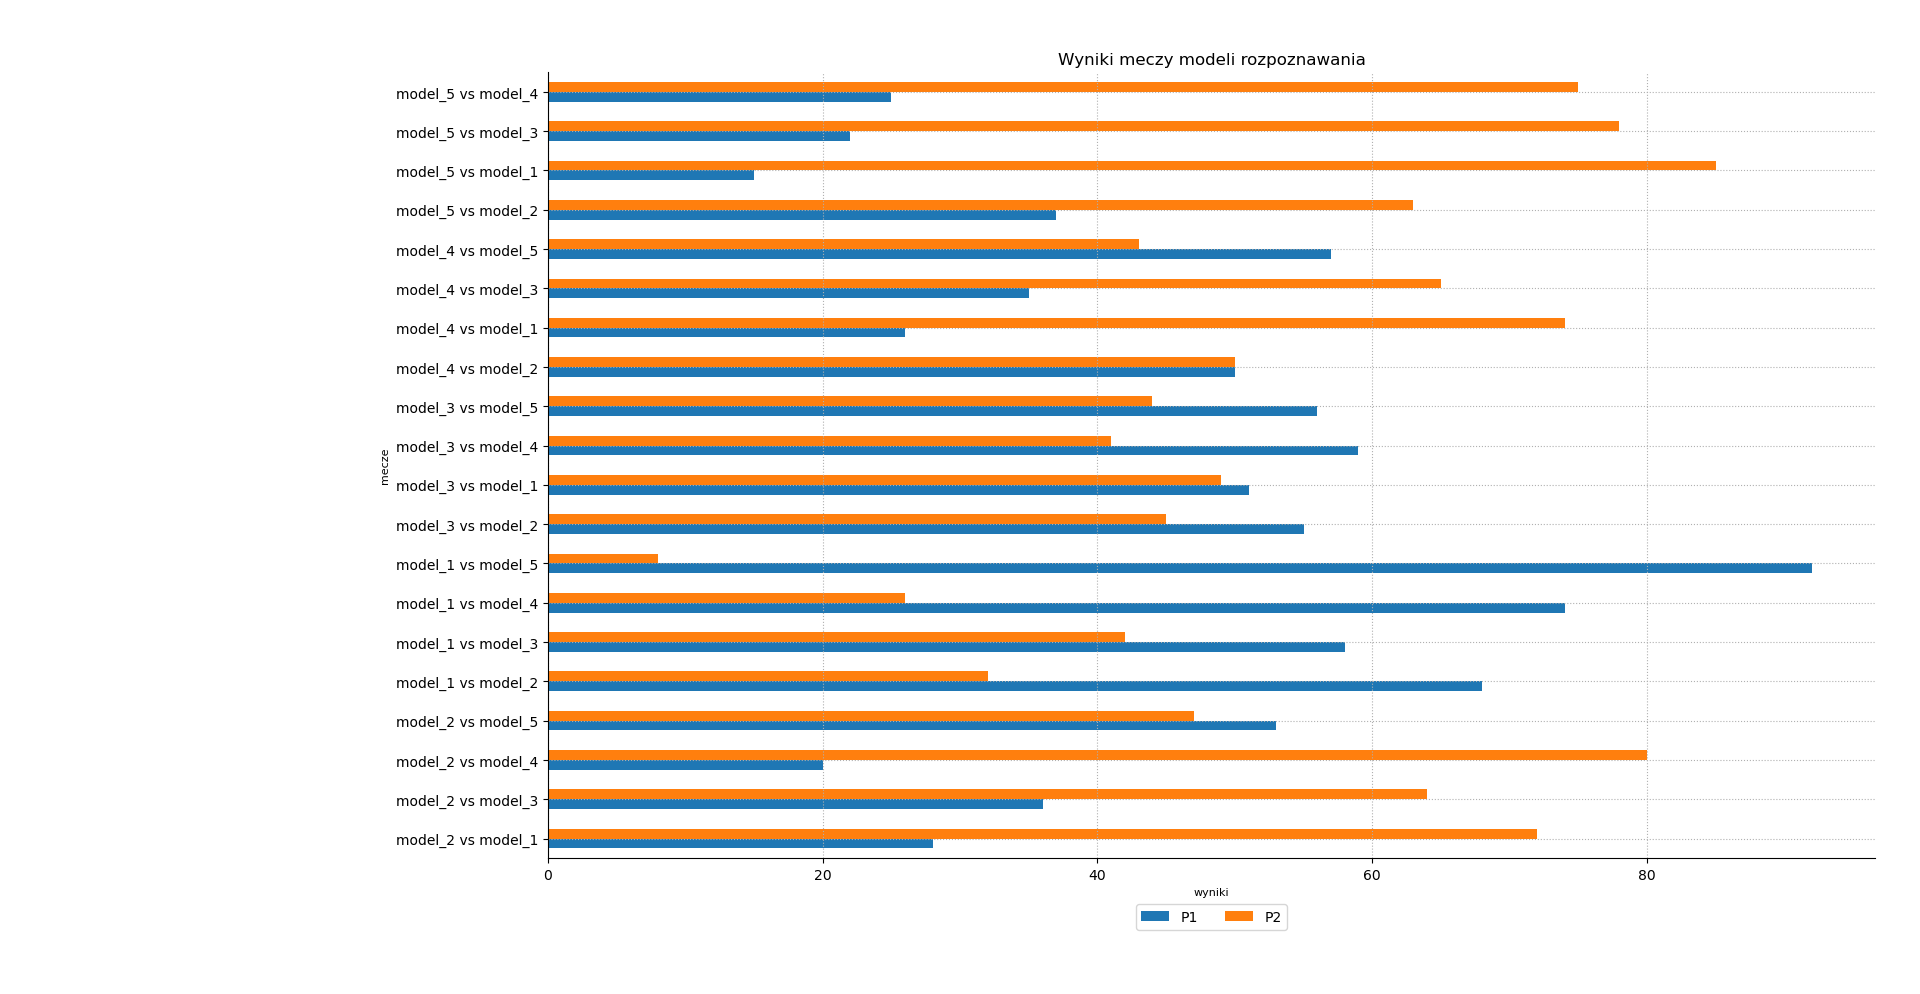 Wyniki meczy modeli rozpoznawania
model_5 vs model_4
model_5 vs model_3
model_5 vs model_1
model_5 vs model_2
model_4 vs model_5
model_4 vs model_3
model_4 vs model_1
model_4 vs model_2
model_3 vs model_5
model_3 vs model_4
mecze
model_3 vs model_1
model_3 vs model_2
model_1 vs model_5
model_1 vs model_4
model_1 vs model_3
model_1 vs model_2
model_2 vs model_5
model_2 vs model_4
model_2 vs model_3
model_2 vs model_1
0 20 40 60 80
wyniki
P1 P2